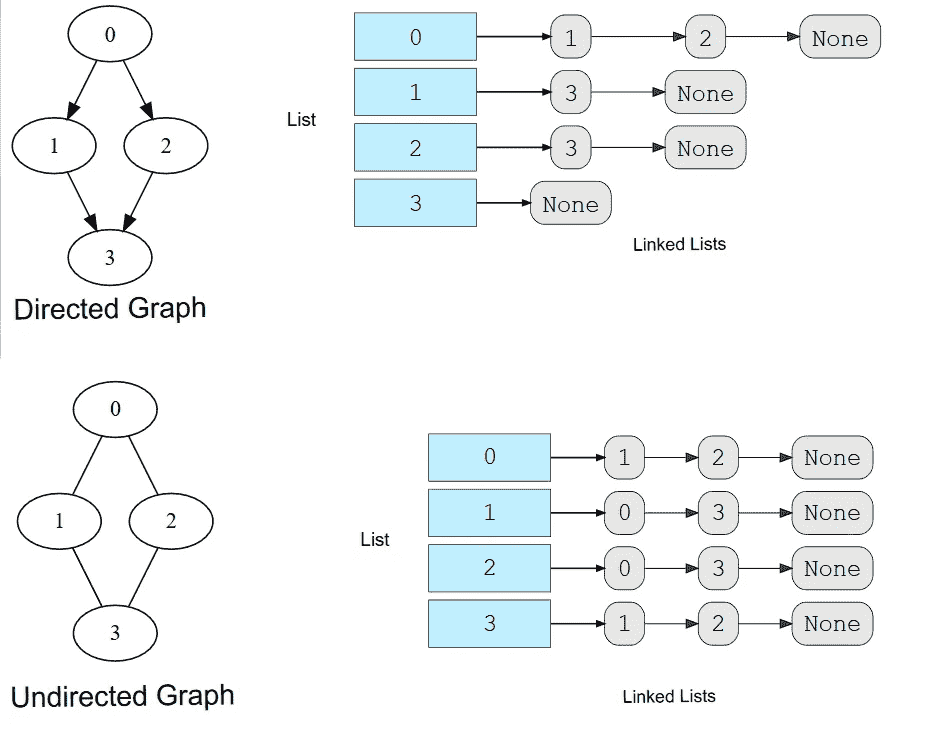 0
1 2
3
Directed Graph
List
0 1 2 None
1 3 None
2 3 None
3 None
Linked Lists
0
1 2
3
Undirected Graph
List
0 1 2 None
1 0 3 None
2 0 3 None
3 1 2 None
Linked Lists